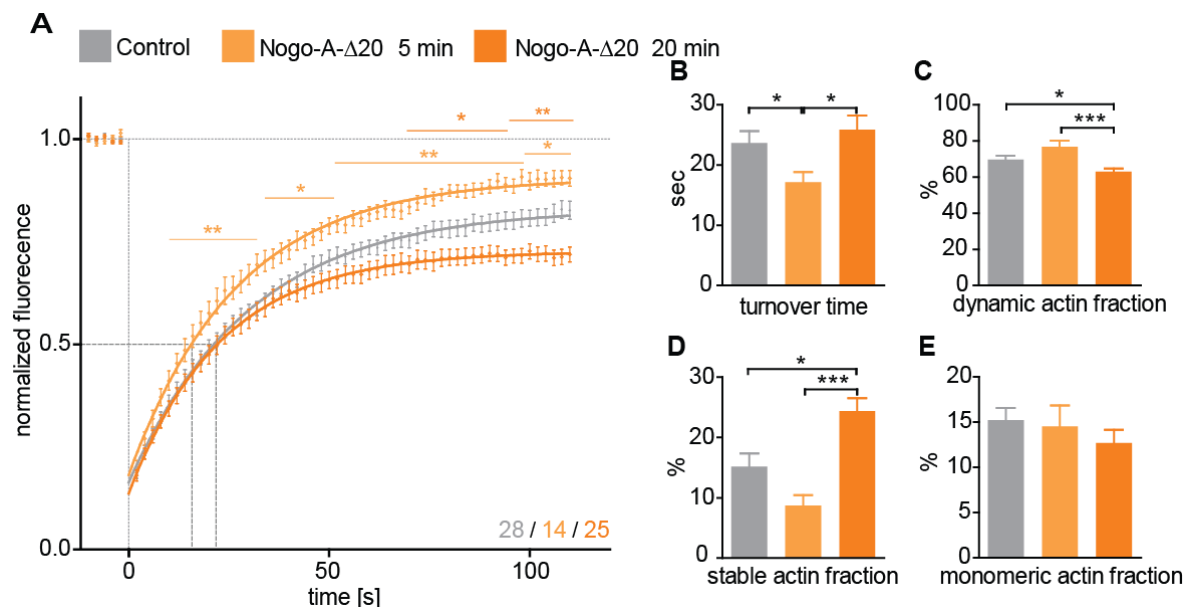 A
Control
Nogo-A-Δ20 5 min
Nogo-A-Δ20 20 min
normalized fluorecence
1.0
0.5
0.0
**
*
**
*
**
*
28 / 14 / 25
0
50
100
time [s]
B
30
20
10
0
sec
*
*
turnover time
C
100
80
60
40
20
0
%
*
***
dynamic actin fraction
D
30
20
10
0
%
*
***
stable actin fraction
E
20
15
10
5
0
%
monomeric actin fraction